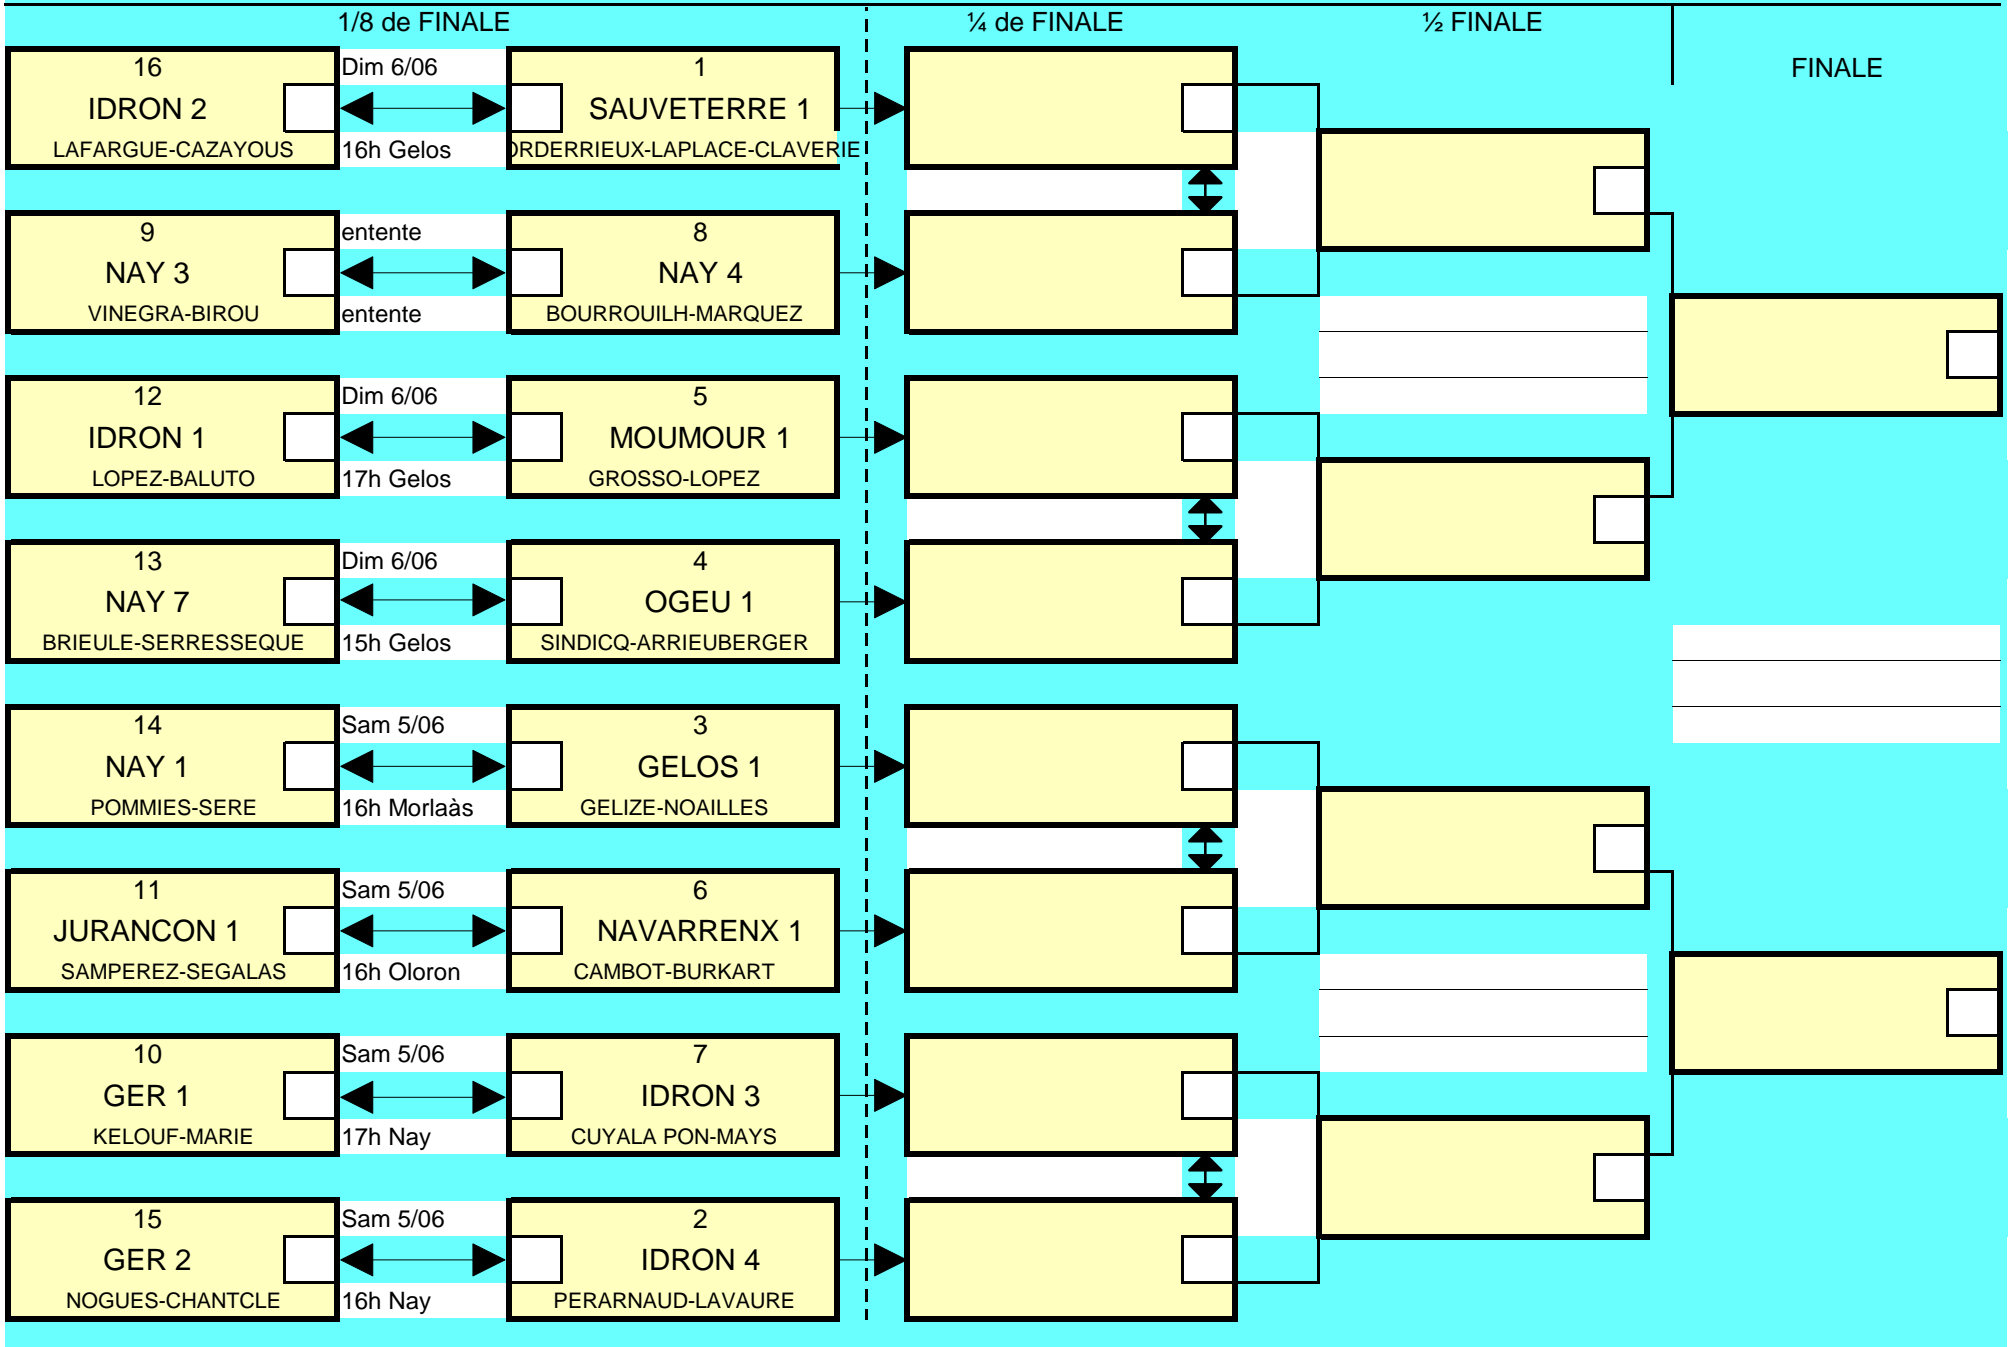 1/8 de FINALE
¼ de FINALE
½ FINALE
FINALE
16
IDRON 2
LAFARGUE-CAZAYOUS
Dim 6/06
16h Gelos
1
SAUVETERRE 1
ORDERRIEUX-LAPLACE-CLAVERIE
9
NAY 3
VINEGRA-BIROU
entente
entente
8
NAY 4
BOURROUILH-MARQUEZ
12
IDRON 1
LOPEZ-BALUTO
Dim 6/06
17h Gelos
5
MOUMOUR 1
GROSSO-LOPEZ
13
NAY 7
BRIEULE-SERRESSEQUE
Dim 6/06
15h Gelos
4
OGEU 1
SINDICQ-ARRIEUBERGER
14
NAY 1
POMMIES-SERE
Sam 5/06
16h Morlaàs
3
GELOS 1
GELIZE-NOAILLES
11
JURANCON 1
SAMPEREZ-SEGALAS
Sam 5/06
16h Oloron
6
NAVARRENX 1
CAMBOT-BURKART
10
GER 1
KELOUF-MARIE
Sam 5/06
17h Nay
7
IDRON 3
CUYALA PON-MAYS
15
GER 2
NOGUES-CHANTCLE
Sam 5/06
16h Nay
2
IDRON 4
PERARNAUD-LAVAURE